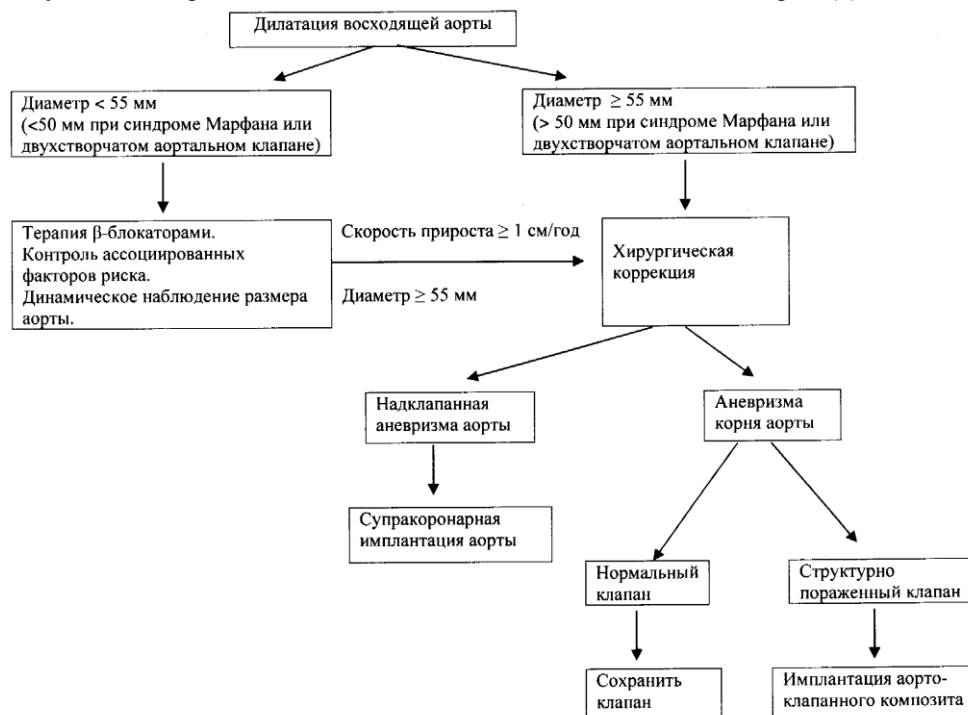 Дилатация восходящей аорты
Диаметр < 55 мм
(<50 мм при синдроме Марфана или
двухстворчатом аортальном клапане)
Диаметр ≥ 55 мм
(> 50 мм при синдроме Марфана или
двухстворчатом аортальном клапане)
Терапия β-блокаторами.
Контроль ассоциированных
факторов риска.
Динамическое наблюдение размера
аорты.
Скорость прироста ≥ 1 см/год
Диаметр ≥ 55 мм
Хирургическая
коррекция
Надклапанная
аневризма аорты
Аневризма
корня аорты
Супракоронарная
имплантация аорты
Нормальный
клапан
Структурно
пораженный клапан
Сохранить
клапан
Имплантация аорто-
клапанного композита